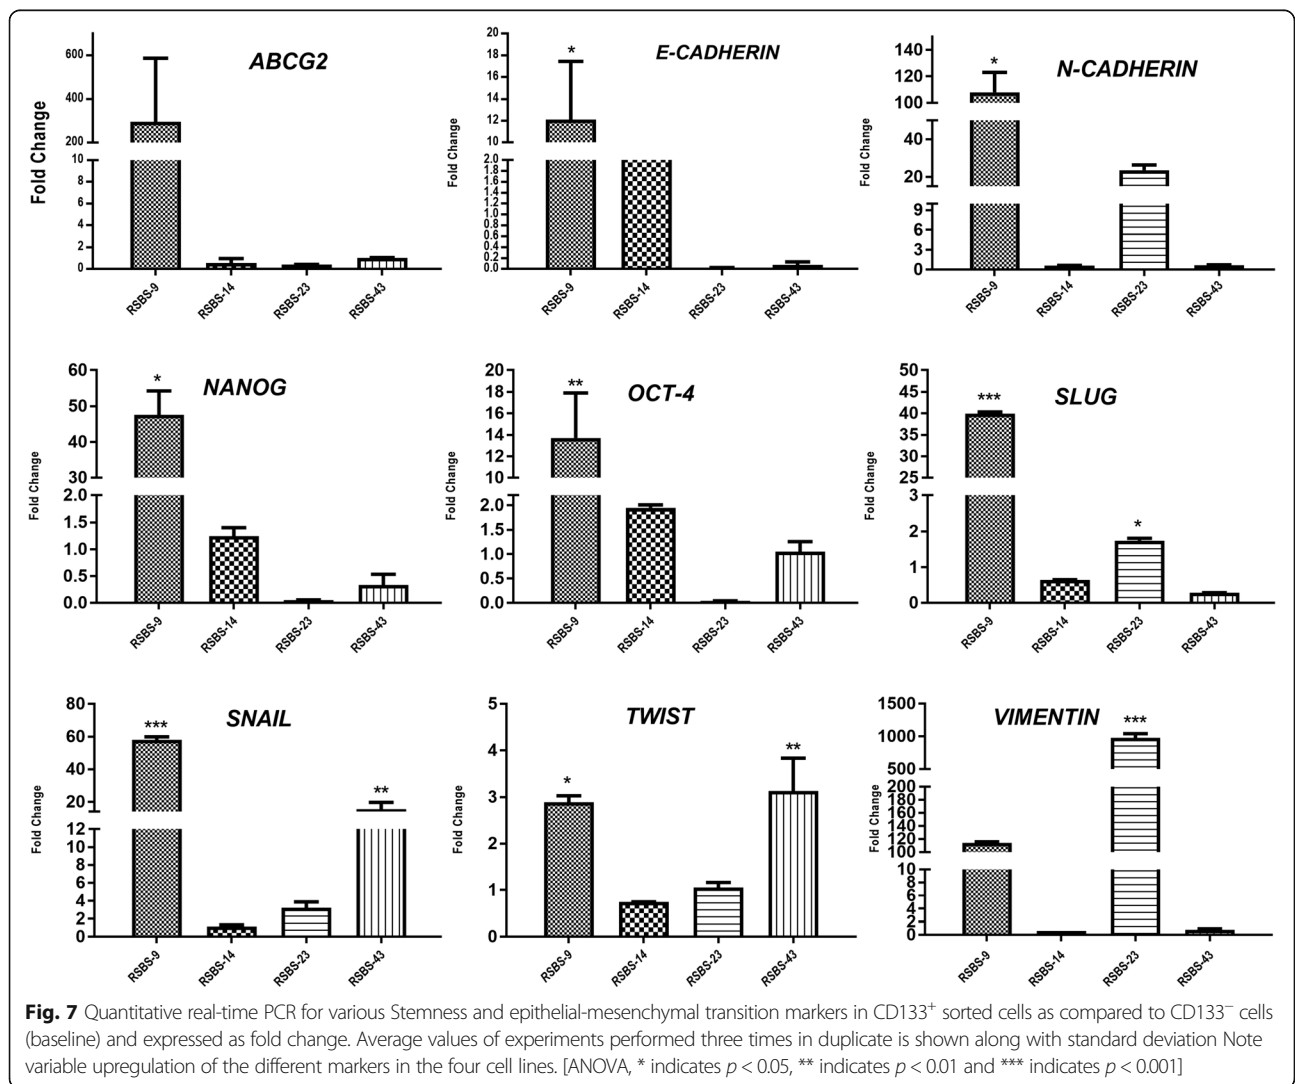 ABCG2
Fold Change
600
400
200
10
8
6
4
2
0
RSBS-9
RSBS-14
RSBS-23
RSBS-43
E-CADHERIN
Fold Change
20
18
16
14
12
10
2.0
1.8
1.6
1.4
1.2
1.0
0.8
0.6
0.4
0.2
0.0
*
RSBS-9
RSBS-14
RSBS-23
RSBS-43
N-CADHERIN
Fold Change
140
120
100
40
20
9
6
3
0
*
RSBS-9
RSBS-14
RSBS-23
RSBS-43
NANOG
Fold Change
60
50
40
30
2.0
1.5
1.0
0.5
0.0
*
RSBS-9
RSBS-14
RSBS-23
RSBS-43
OCT-4
Fold Change
20
18
16
14
12
10
2.0
1.5
1.0
0.5
0.0
**
RSBS-9
RSBS-14
RSBS-23
RSBS-43
SLUG
Fold Change
50
45
40
35
30
25
3
2
1
0
***
*
RSBS-9
RSBS-14
RSBS-23
RSBS-43
SNAIL
Fold Change
80
60
40
20
12
10
8
6
4
2
0
***
**
RSBS-9
RSBS-14
RSBS-23
RSBS-43
TWIST
Fold Change
5
4
3
2
1
0
*
**
RSBS-9
RSBS-14
RSBS-23
RSBS-43
VIMENTIN
Fold Change
1500
1000
500
200
180
160
140
120
100
10
8
6
4
2
0
***
RSBS-9
RSBS-14
RSBS-23
RSBS-43
Fig. 7 Quantitative real-time PCR for various Stemness and epithelial-mesenchymal transition markers in CD133⁺ sorted cells as compared to CD133⁻ cells
(baseline) and expressed as fold change. Average values of experiments performed three times in duplicate is shown along with standard deviation Note
variable upregulation of the different markers in the four cell lines. [ANOVA, * indicates p < 0.05, ** indicates p < 0.01 and *** indicates p < 0.001]